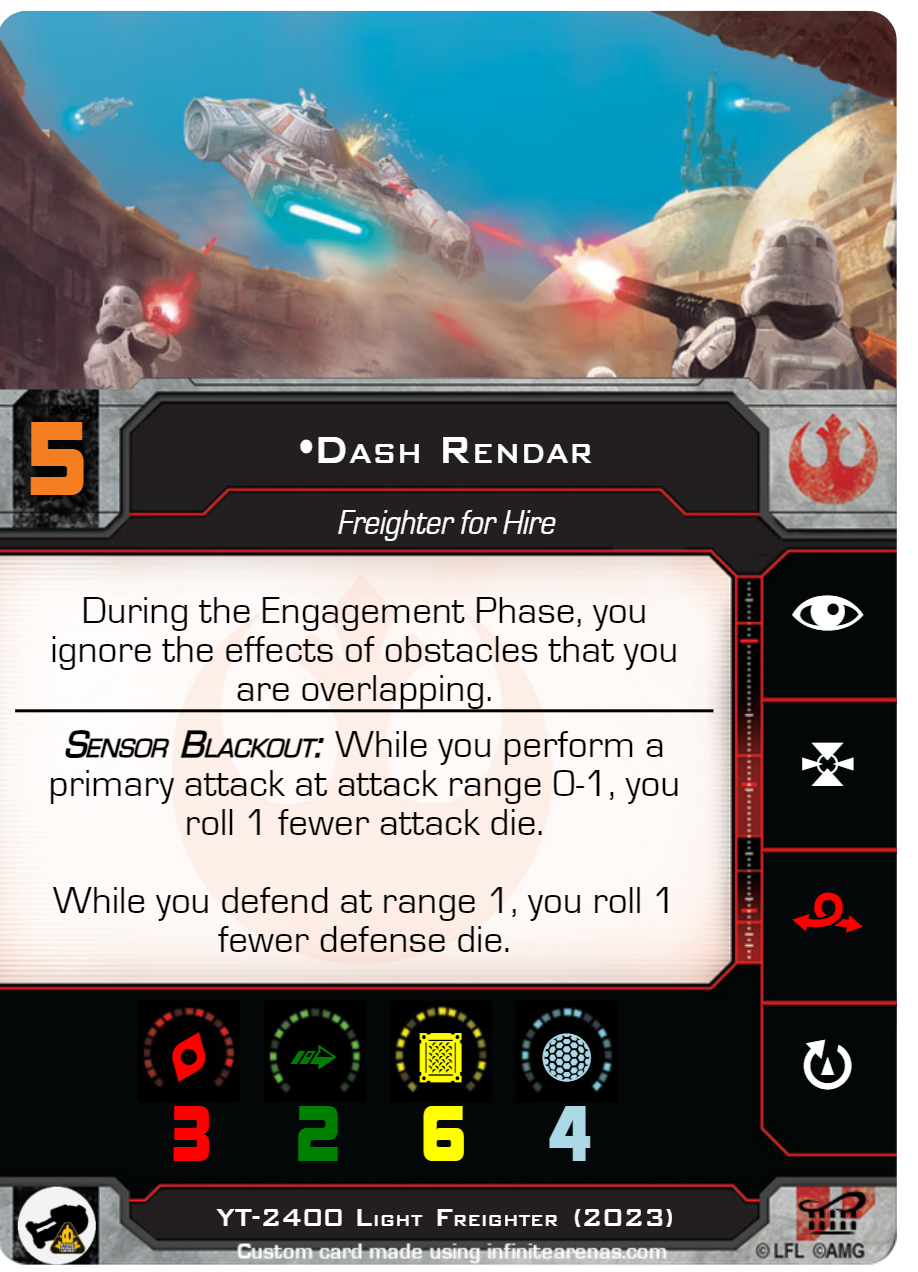 5
•Dash Rendar
Freighter for Hire
During the Engagement Phase, you
ignore the effects of obstacles that you
are overlapping.
Sensor Blackout: While you perform a
primary attack at attack range 0-1, you
roll 1 fewer attack die.
While you defend at range 1, you roll 1
fewer defense die.
3 2 6 4
YT-2400 Light Freighter (2023)
Custom card made using infinitearenas.com
© LFL ©AMG